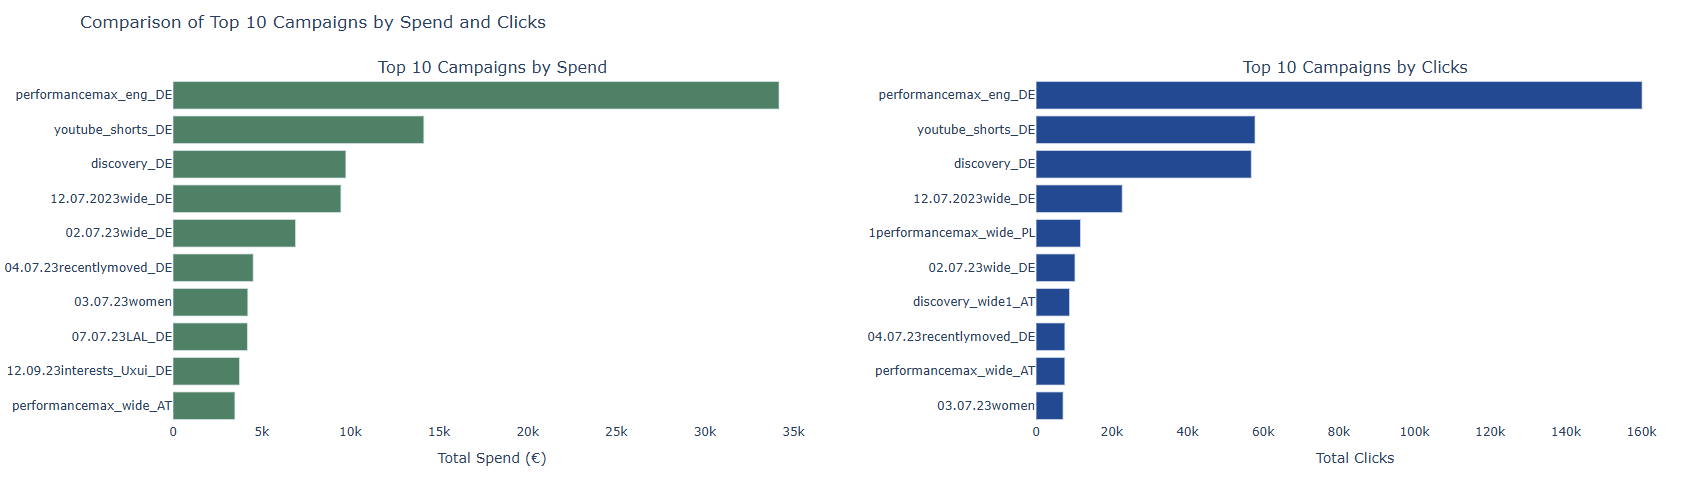 Comparison of Top 10 Campaigns by Spend and Clicks
Top 10 Campaigns by Spend
performancemax_eng_DE
youtube_shorts_DE
discovery_DE
12.07.2023wide_DE
02.07.23wide_DE
04.07.23recentlymoved_DE
03.07.23women
07.07.23LAL_DE
12.09.23interests_Uxui_DE
performancemax_wide_AT
0 5k 10k 15k 20k 25k 30k 35k
Total Spend (€)
Top 10 Campaigns by Clicks
performancemax_eng_DE
youtube_shorts_DE
discovery_DE
12.07.2023wide_DE
1performancemax_wide_PL
02.07.23wide_DE
discovery_wide1_AT
04.07.23recentlymoved_DE
performancemax_wide_AT
03.07.23women
0 20k 40k 60k 80k 100k 120k 140k 160k
Total Clicks